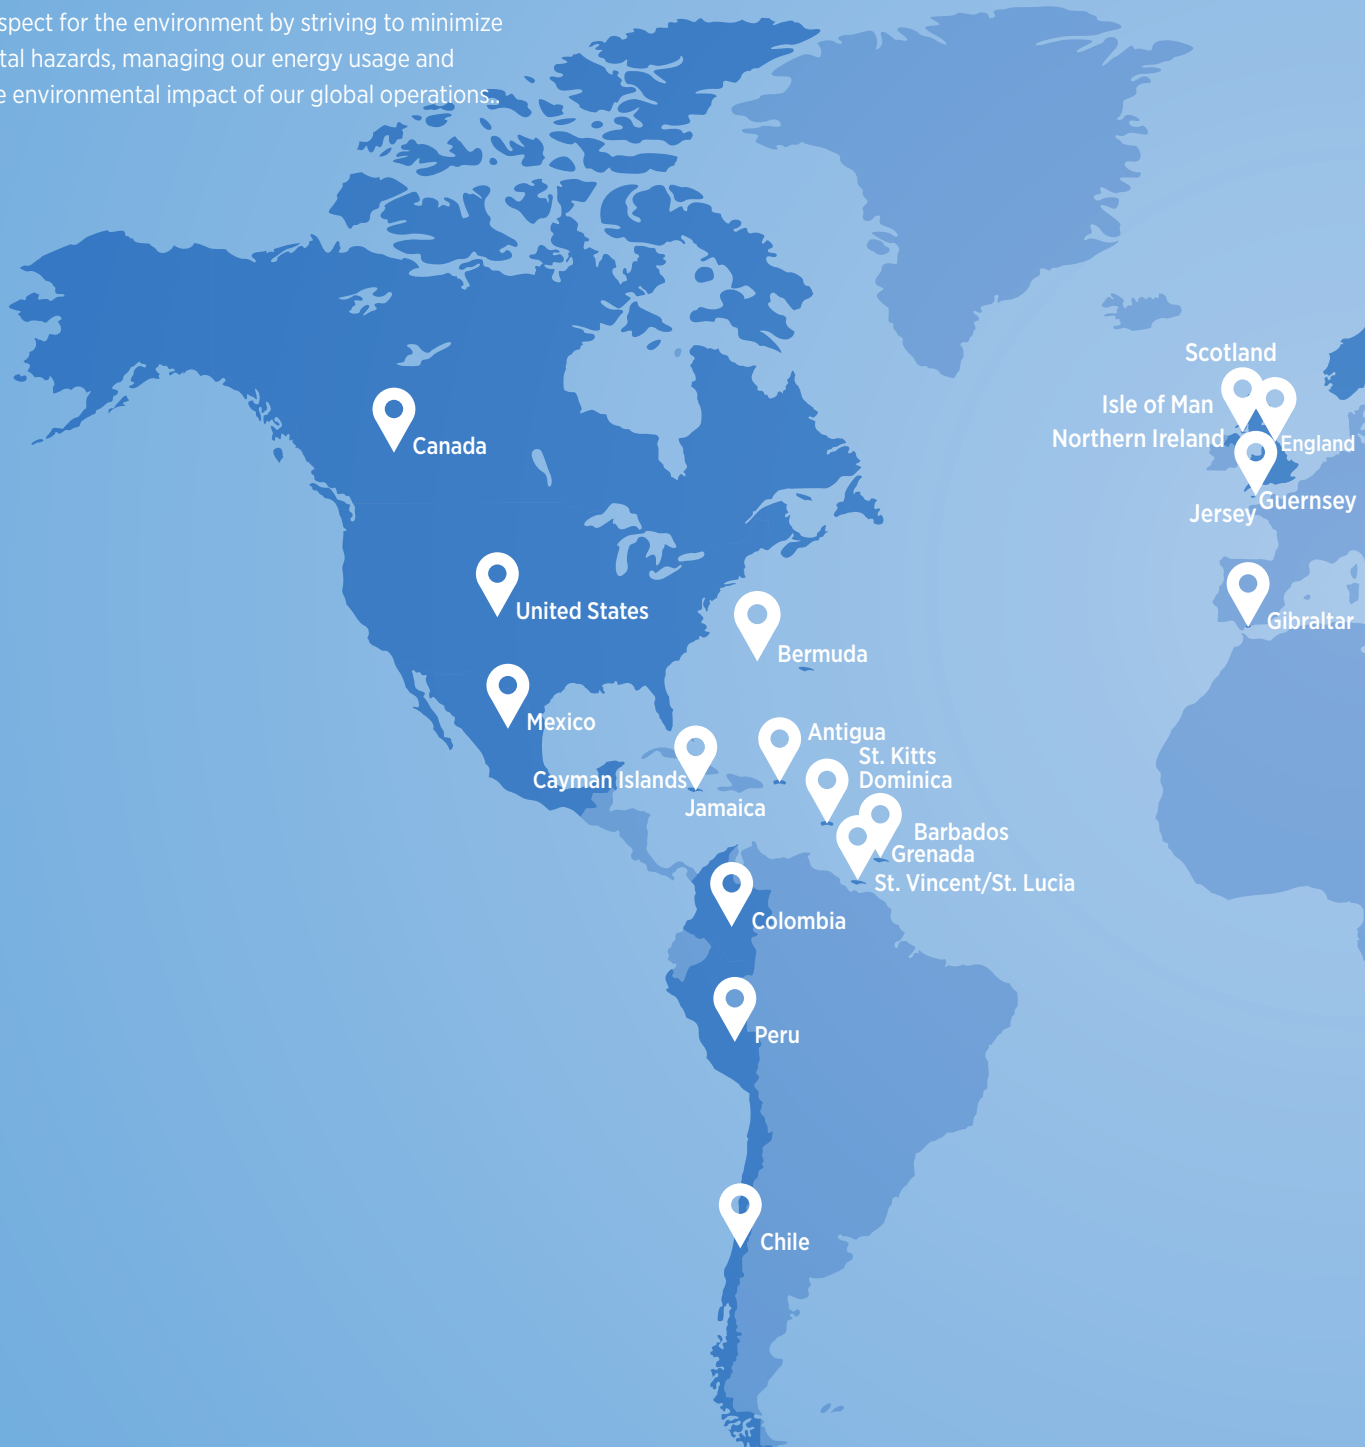 spect for the environment by striving to minimize
tal hazards, managing our energy usage and
e environmental impact of our global operations..
Scotland
Isle of Man
Northern Ireland
England
Canada
Guernsey
Jersey
United States
Gibraltar
Bermuda
Mexico
Antigua
St. Kitts
Cayman Islands
Dominica
Jamaica
Barbados
Grenada
St. Vincent/St. Lucia
Colombia
Peru
Chile